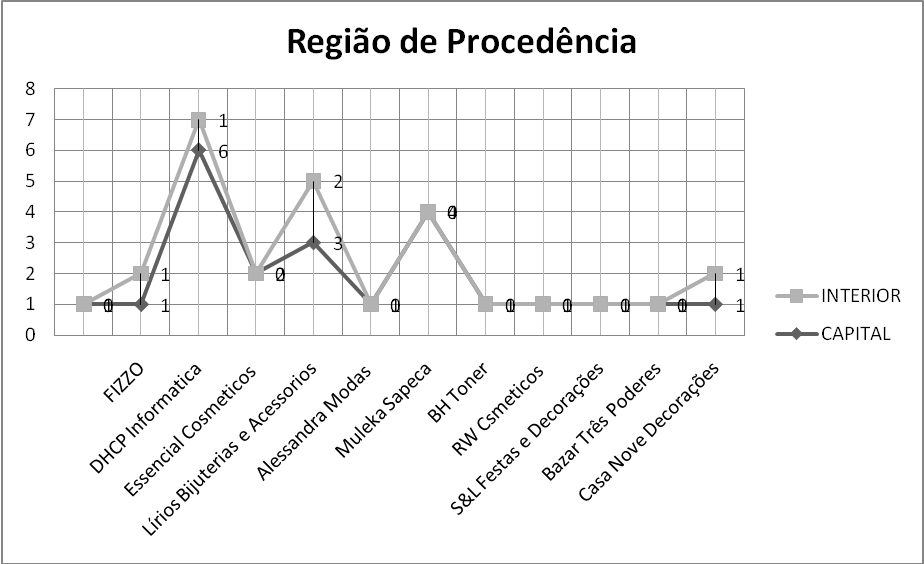 Região de Procedência
8
7
6
5
4
3
2
1
0
1
6
2
3
1
1
1
1
INTERIOR
CAPITAL
FIZZO
DHCP Informatica
Essencial Cosmeticos
Lírios Bijuterias e Acessorios
Alessandra Modas
Muleka Sapeca
BH Toner
RW Csmeticos
S&L Festas e Decorações
Bazar Três Poderes
Casa Nove Decorações